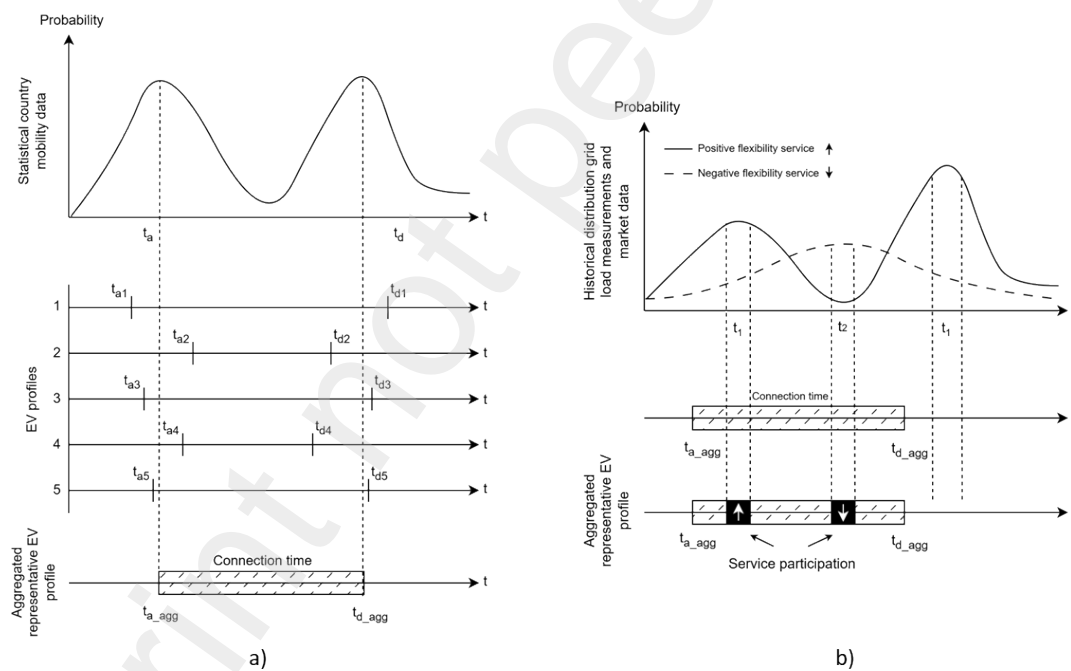 Probability
Statistical country
mobility data
t
t_a
t_d
1
t_a1
t_d1
t
2
t_a2
t_d2
t
EV profiles
3
t_a3
t_d3
t
4
t_a4
t_d4
t
5
t_a5
t_d5
t
Aggregated
representative EV
profile
Connection time
t
t_a_agg
t_d_agg
a)
Probability
Historical distribution grid
load measurements and
market data
Positive flexibility service
Negative flexibility service
t_1
t_2
t_1
Connection time
t_a_agg
t_d_agg
Aggregated
representative EV
profile
t_a_agg
t_d_agg
Service participation
b)
rint not pee